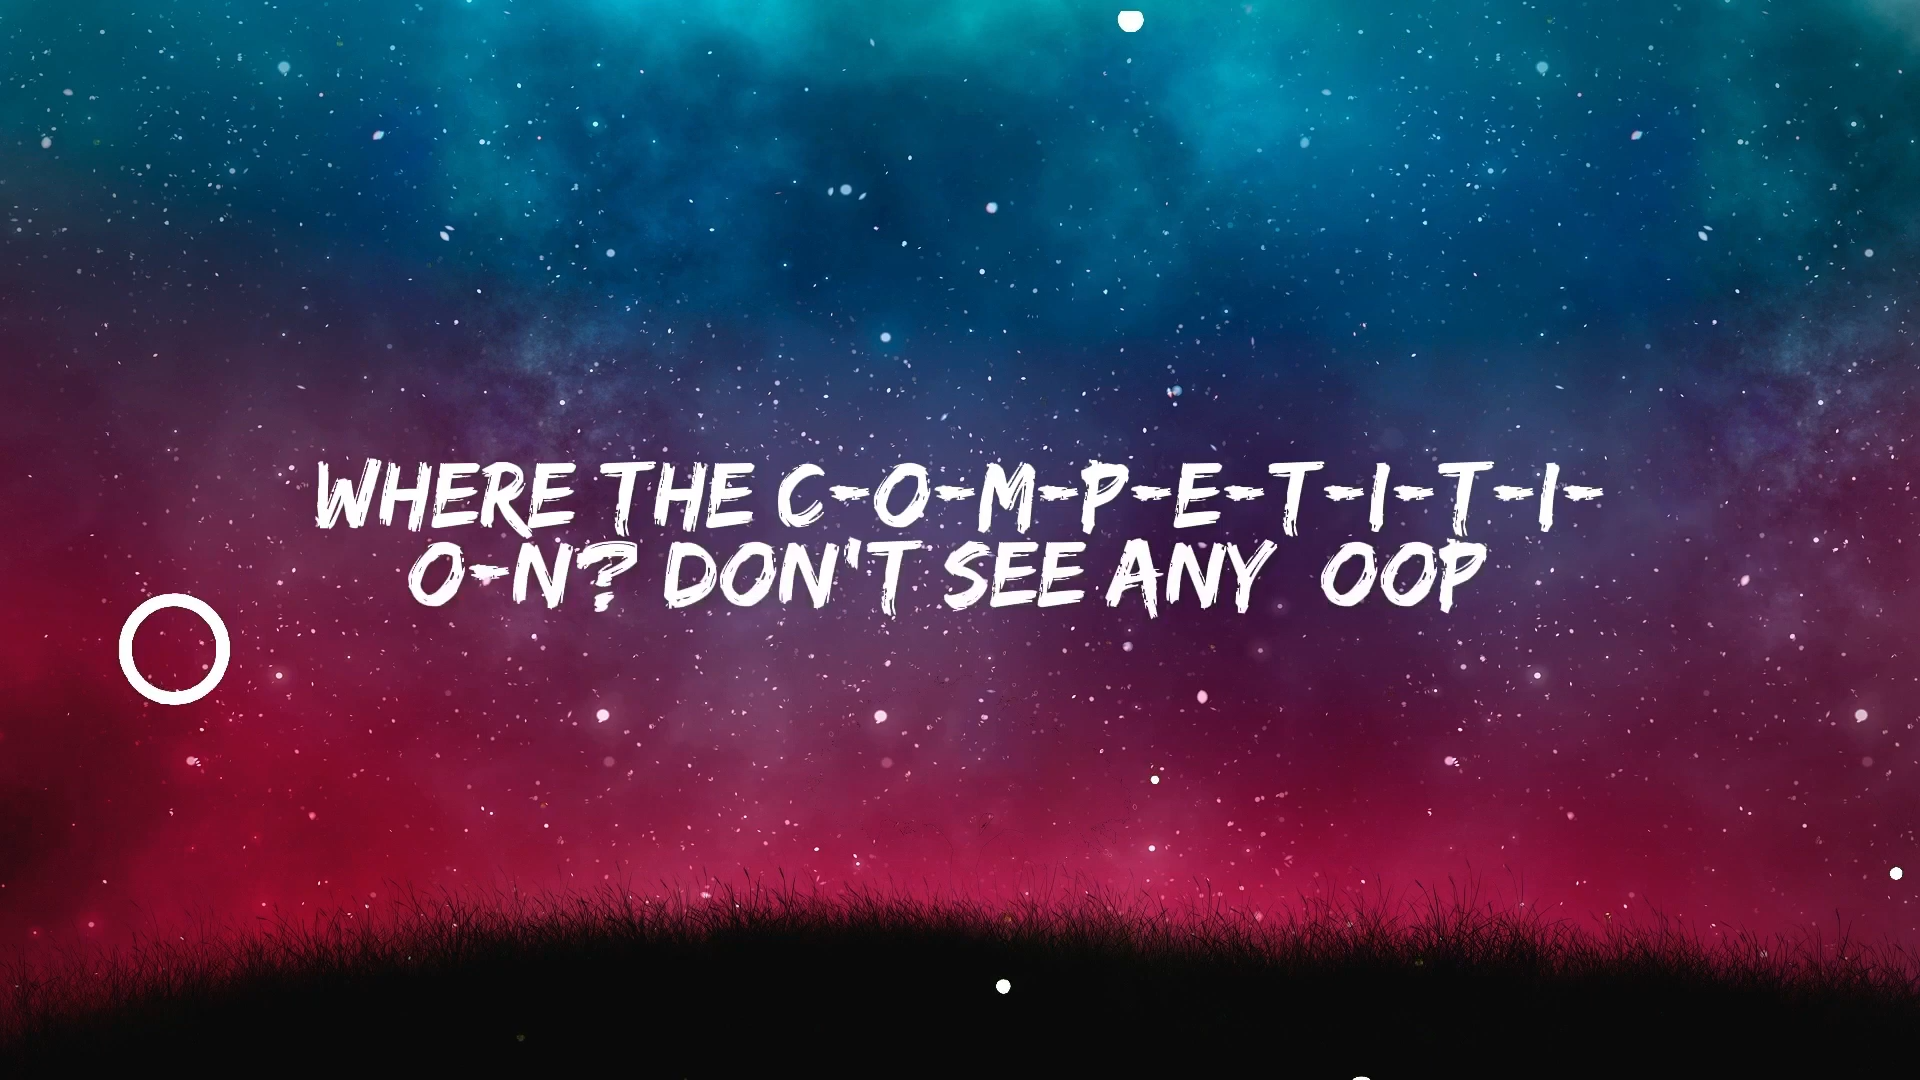 WHERE THE C-O-M-P-E-T-I-T-I-
O-N? DON'T SEE ANY  OOP